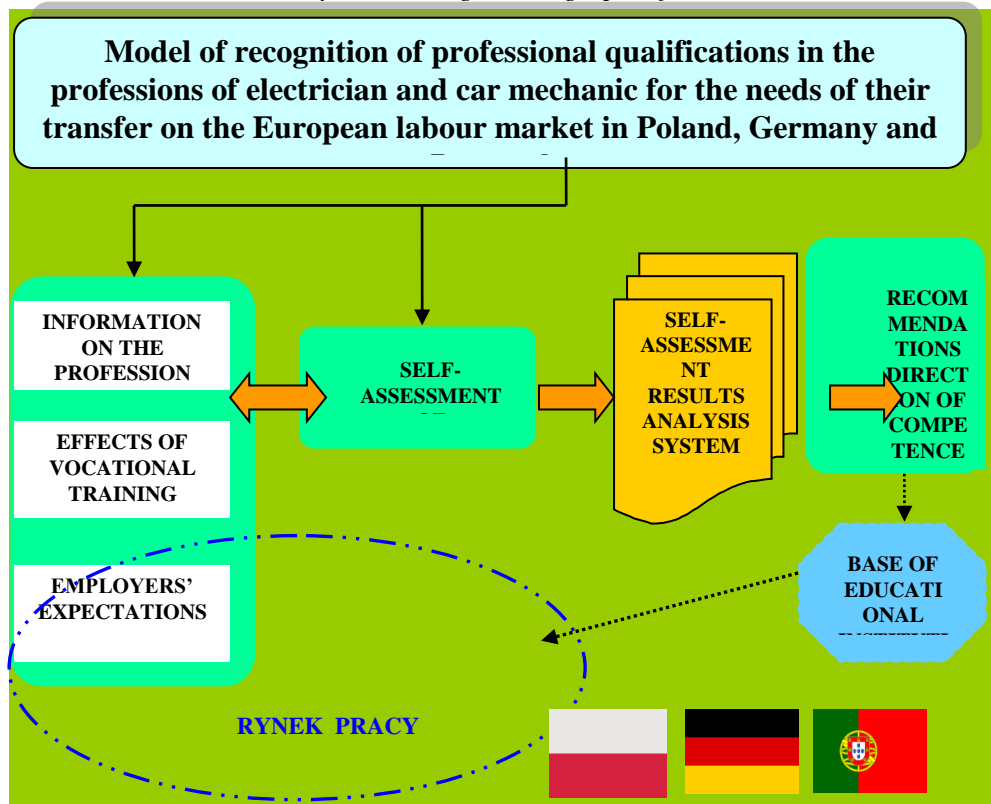 Model of recognition of professional qualifications in the
professions of electrician and car mechanic for the needs of their
transfer on the European labour market in Poland, Germany and
INFORMATION
ON THE
PROFESSION
EFFECTS OF
VOCATIONAL
TRAINING
EMPLOYERS’
EXPECTATIONS
SELF-
ASSESSMENT
SELF-
ASSESSME
NT
RESULTS
ANALYSIS
SYSTEM
RECOM
MENDA
TIONS
DIRECT
ION OF
COMPE
TENCE
BASE OF
EDUCATI
ONAL
RYNEK PRACY